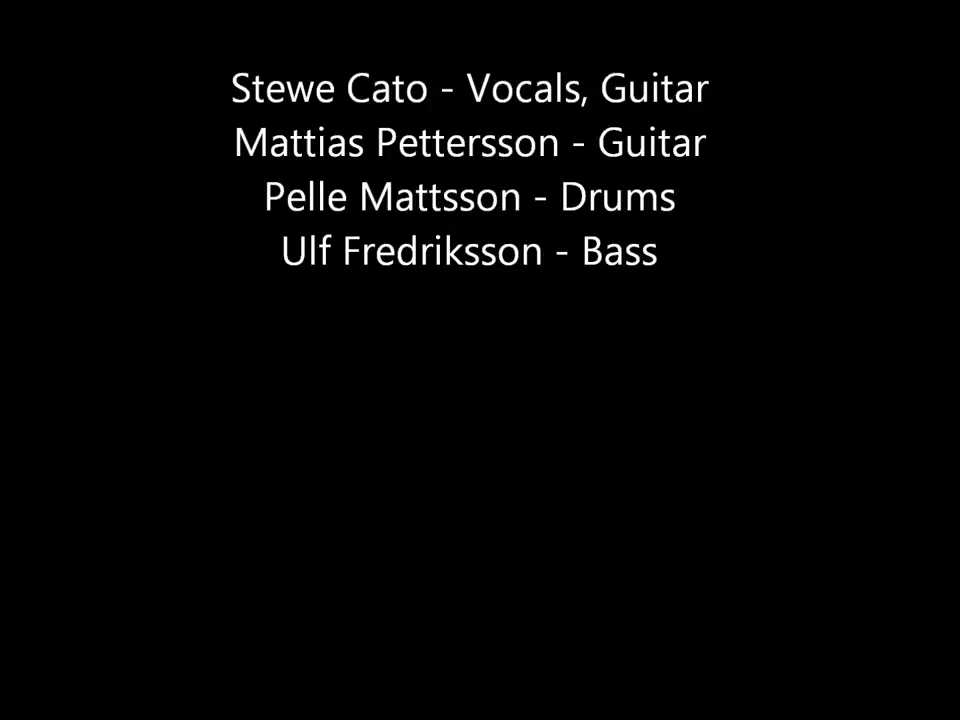 Stewe Cato - Vocals, Guitar
Mattias Pettersson - Guitar
Pelle Mattsson - Drums
Ulf Fredriksson - Bass